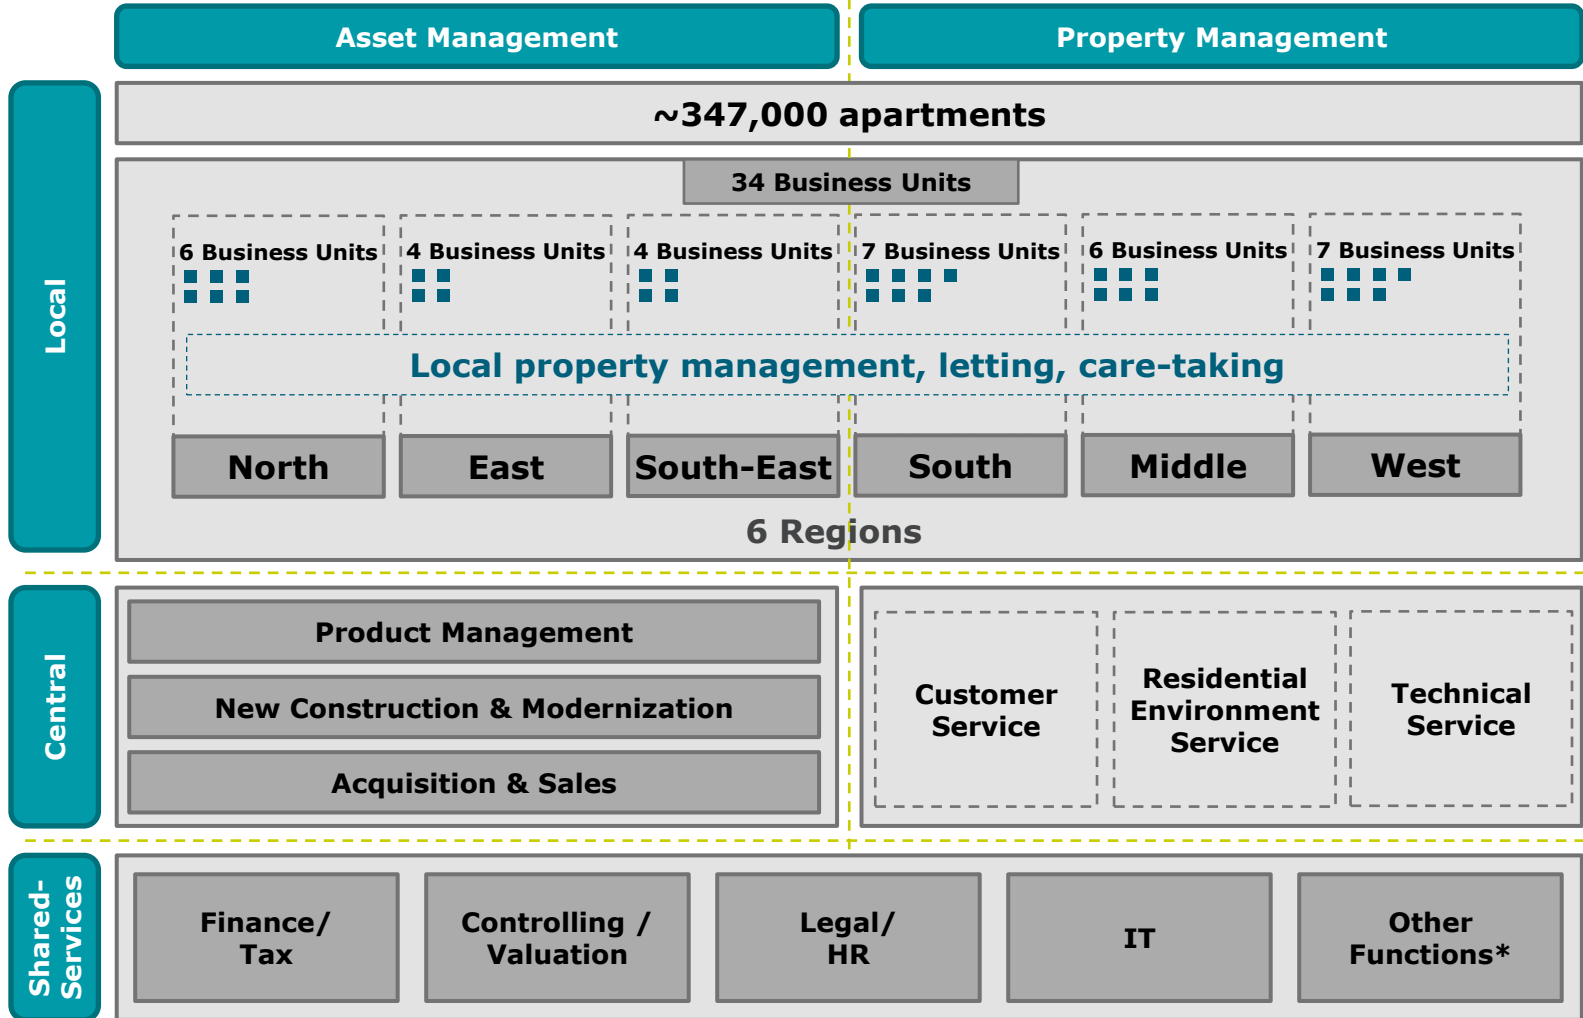 Asset Management
Property Management
Local
~347,000 apartments
34 Business Units
6 Business Units
4 Business Units
4 Business Units
7 Business Units
6 Business Units
7 Business Units
Local property management, letting, care-taking
North
East
South-East
South
Middle
West
6 Regions
Central
Product Management
New Construction & Modernization
Acquisition & Sales
Customer
Service
Residential
Environment
Service
Technical
Service
Shared-
Services
Finance/
Tax
Controlling /
Valuation
Legal/
HR
IT
Other
Functions*